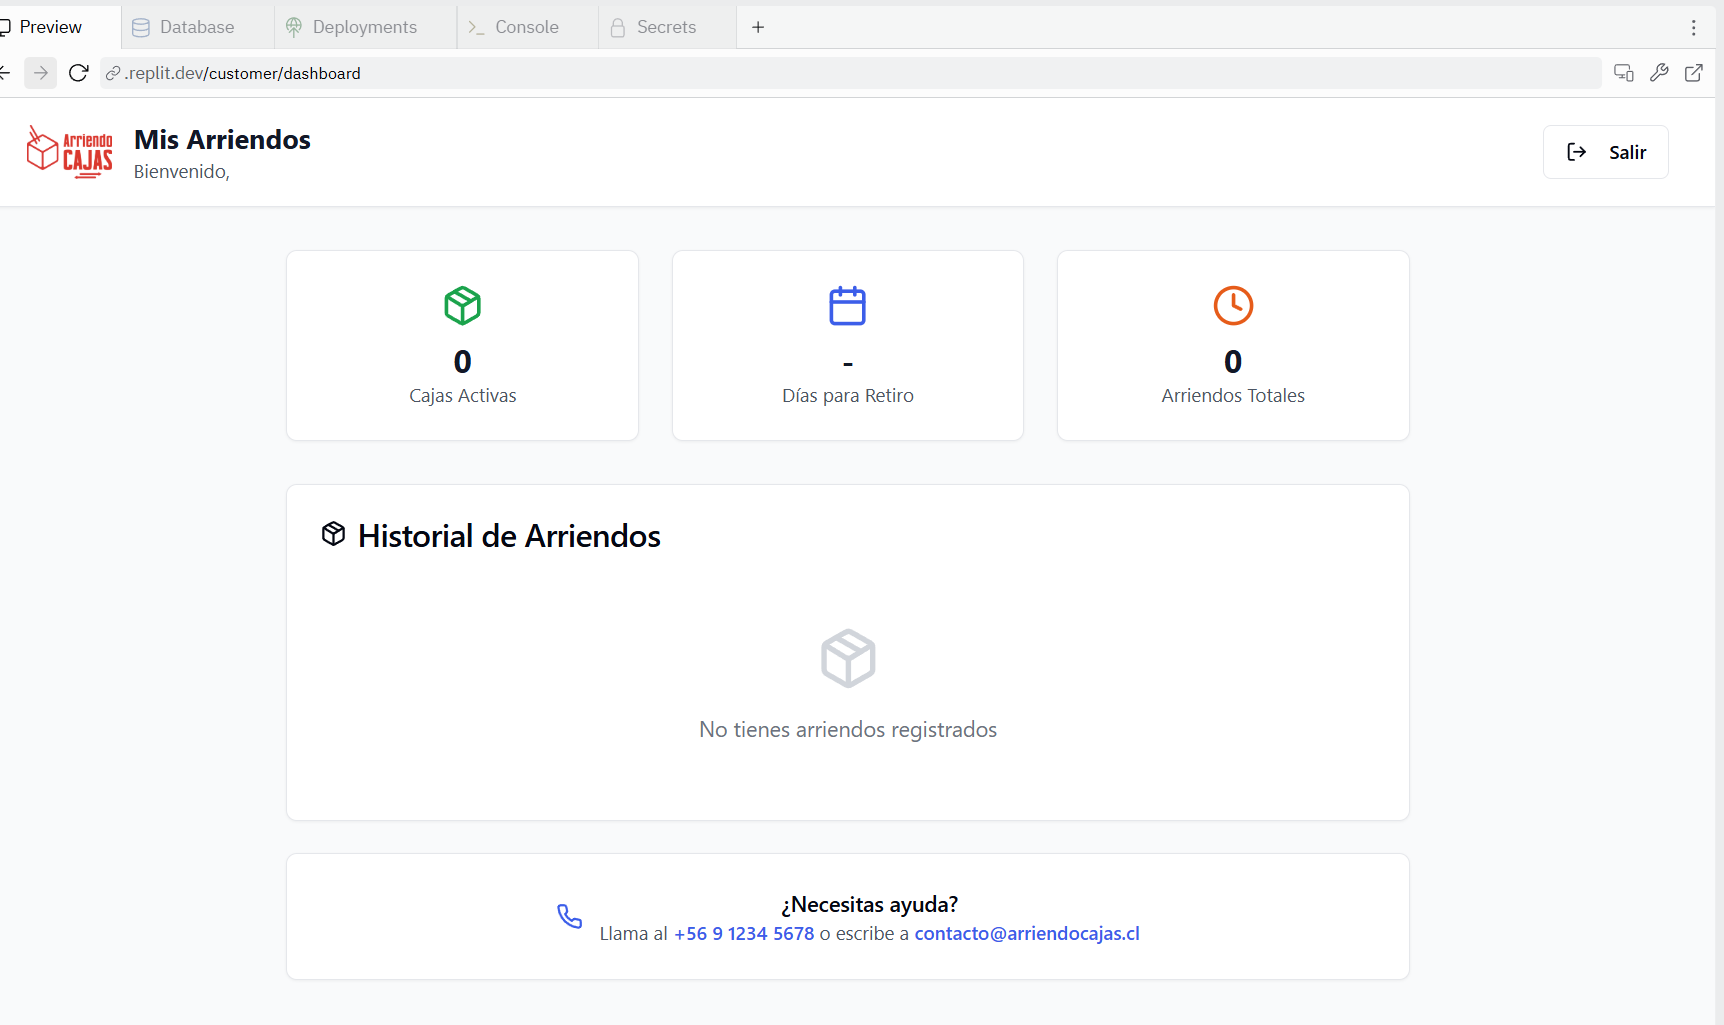 Preview
Database
Deployments
Console
Secrets
.replit.dev/customer/dashboard
Arriendo
CAJAS
Mis Arriendos
Bienvenido,
Salir
0
Cajas Activas
-
Días para Retiro
0
Arriendos Totales
Historial de Arriendos
No tienes arriendos registrados
¿Necesitas ayuda?
Llama al +56 9 1234 5678 o escribe a contacto@arriendocajas.cl